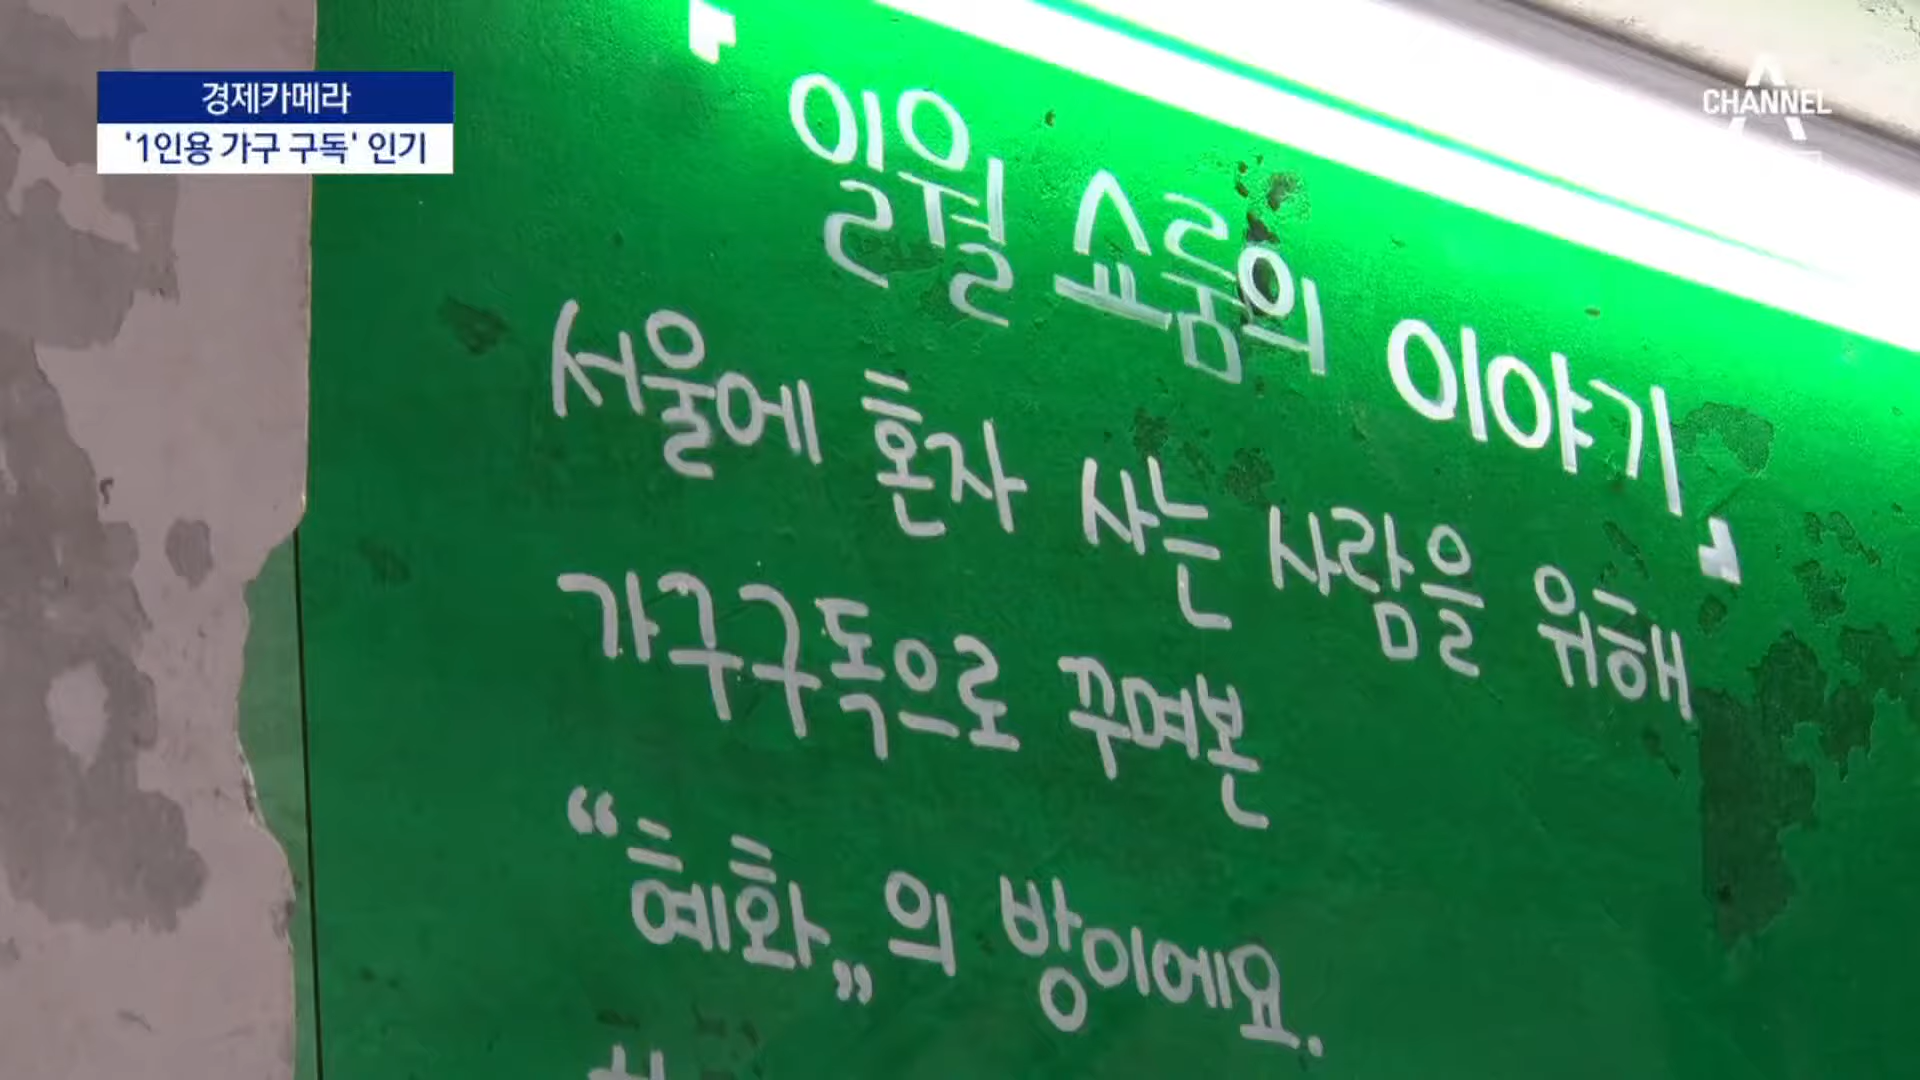 경제카메라
'1인용 가구 구독' 인기
CHANNEL A
「일월 쇼룸의 이야기」
서울에 혼자 사는 사람을 위해
가구구독으로 꾸며본
“혜화„의 방이에요.
#